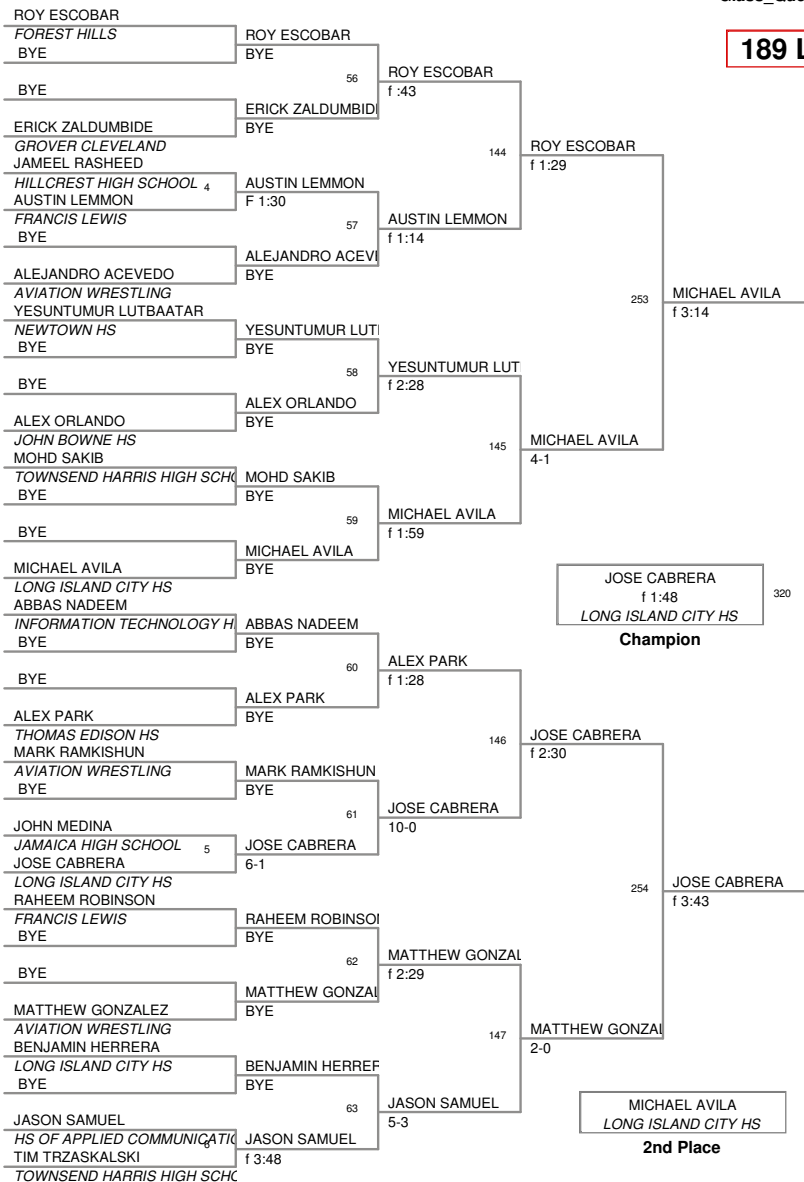 ROY ESCOBAR
FOREST HILLS
BYE
BYE
ERICK ZALDUMBIDE
GROVER CLEVELAND
JAMEEL RASHEED
HILLCREST HIGH SCHOOL 4
AUSTIN LEMMON
FRANCIS LEWIS
BYE
ALEJANDRO ACEVEDO
AVIATION WRESTLING
YESUNTUMUR LUTBAATAR
NEWTOWN HS
BYE
BYE
ALEX ORLANDO
JOHN BOWNE HS
MOHD SAKIB
TOWNSEND HARRIS HIGH SCHO
BYE
BYE
MICHAEL AVILA
LONG ISLAND CITY HS
ABBAS NADEEM
INFORMATION TECHNOLOGY H
BYE
BYE
ALEX PARK
THOMAS EDISON HS
MARK RAMKISHUN
AVIATION WRESTLING
BYE
JOHN MEDINA
JAMAICA HIGH SCHOOL 5
JOSE CABRERA
LONG ISLAND CITY HS
RAHEEM ROBINSON
FRANCIS LEWIS
BYE
BYE
MATTHEW GONZALEZ
AVIATION WRESTLING
BENJAMIN HERRERA
LONG ISLAND CITY HS
BYE
JASON SAMUEL
HS OF APPLIED COMMUNICATIO 6
TIM TRZASKALSKI
TOWNSEND HARRIS HIGH SCHO
ROY ESCOBAR
BYE
56
ERICK ZALDUMBID
BYE
AUSTIN LEMMON
F 1:30
57
ALEJANDRO ACEV
BYE
YESUNTUMUR LUT
BYE
58
ALEX ORLANDO
BYE
MOHD SAKIB
BYE
59
MICHAEL AVILA
BYE
ABBAS NADEEM
BYE
60
ALEX PARK
BYE
MARK RAMKISHUN
BYE
61
JOSE CABRERA
6-1
RAHEEM ROBINSO
BYE
62
MATTHEW GONZAL
BYE
BENJAMIN HERRER
BYE
63
JASON SAMUEL
f 3:48
ROY ESCOBAR
f :43
144
AUSTIN LEMMON
f 1:14
YESUNTUMUR LUT
f 2:28
145
MICHAEL AVILA
f 1:59
ALEX PARK
f 1:28
146
JOSE CABRERA
10-0
MATTHEW GONZAL
f 2:29
147
JASON SAMUEL
5-3
ROY ESCOBAR
f 1:29
253
MICHAEL AVILA
4-1
JOSE CABRERA
f 2:30
254
MATTHEW GONZAL
2-0
189 L
MICHAEL AVILA
f 3:14
JOSE CABRERA
f 1:48
LONG ISLAND CITY HS
320
Champion
JOSE CABRERA
f 3:43
MICHAEL AVILA
LONG ISLAND CITY HS
2nd Place